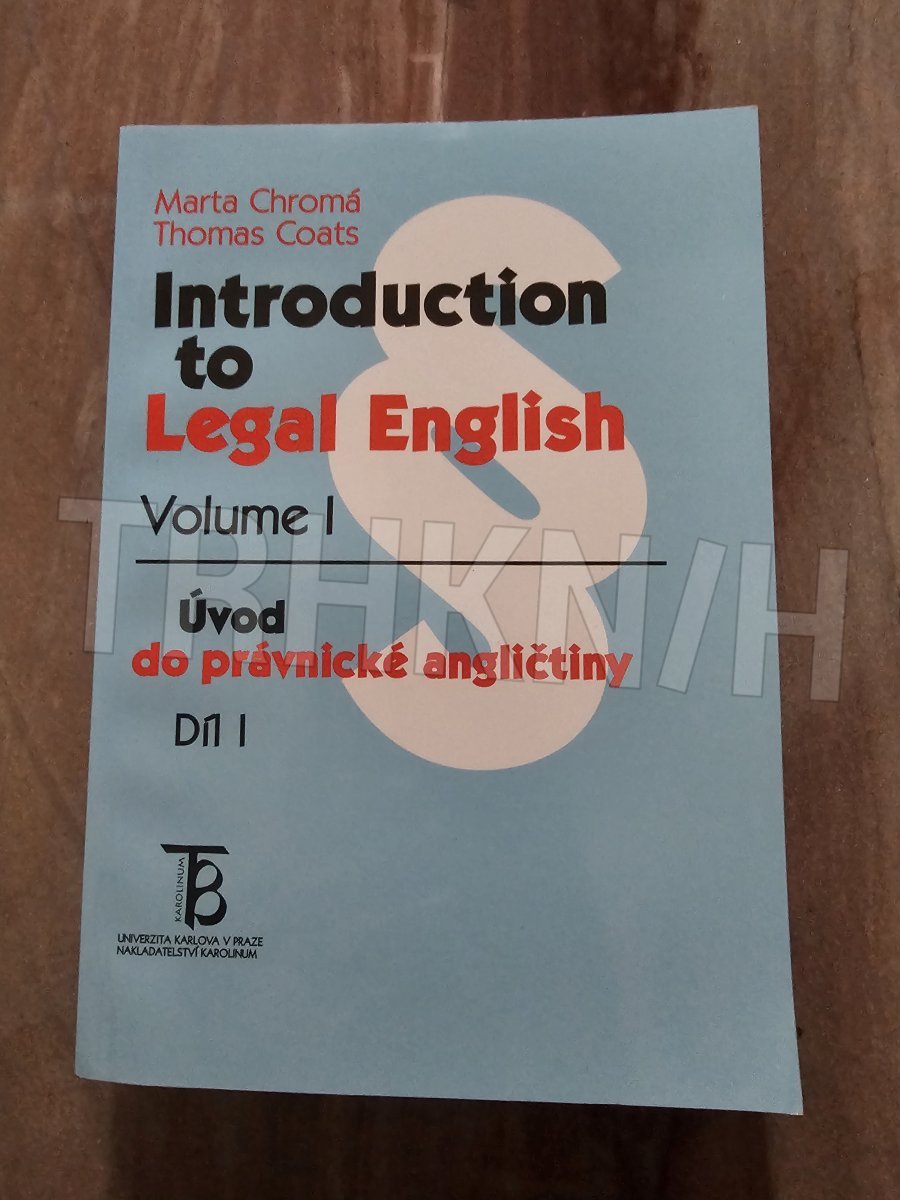 Marta Chromá
Thomas Coats
Introduction
to
Legal English
Volume I
TRHKN/H
Úvod
do právnické angličtiny
Díl I
KAROLINUM
UNIVERZITA KARLOVA V PRAZE
NAKLADATELSTVÍ KAROLINUM